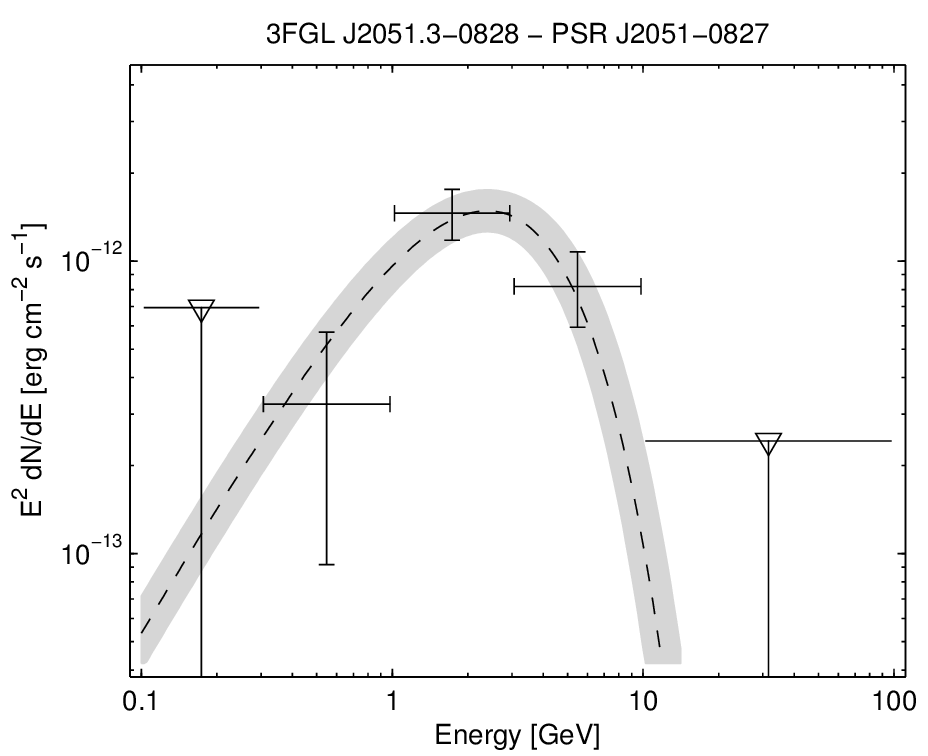 3FGL J2051.3−0828 − PSR J2051−0827
E² dN/dE [erg cm⁻² s⁻¹]
10⁻¹²
10⁻¹³
0.1 1 10 100
Energy [GeV]